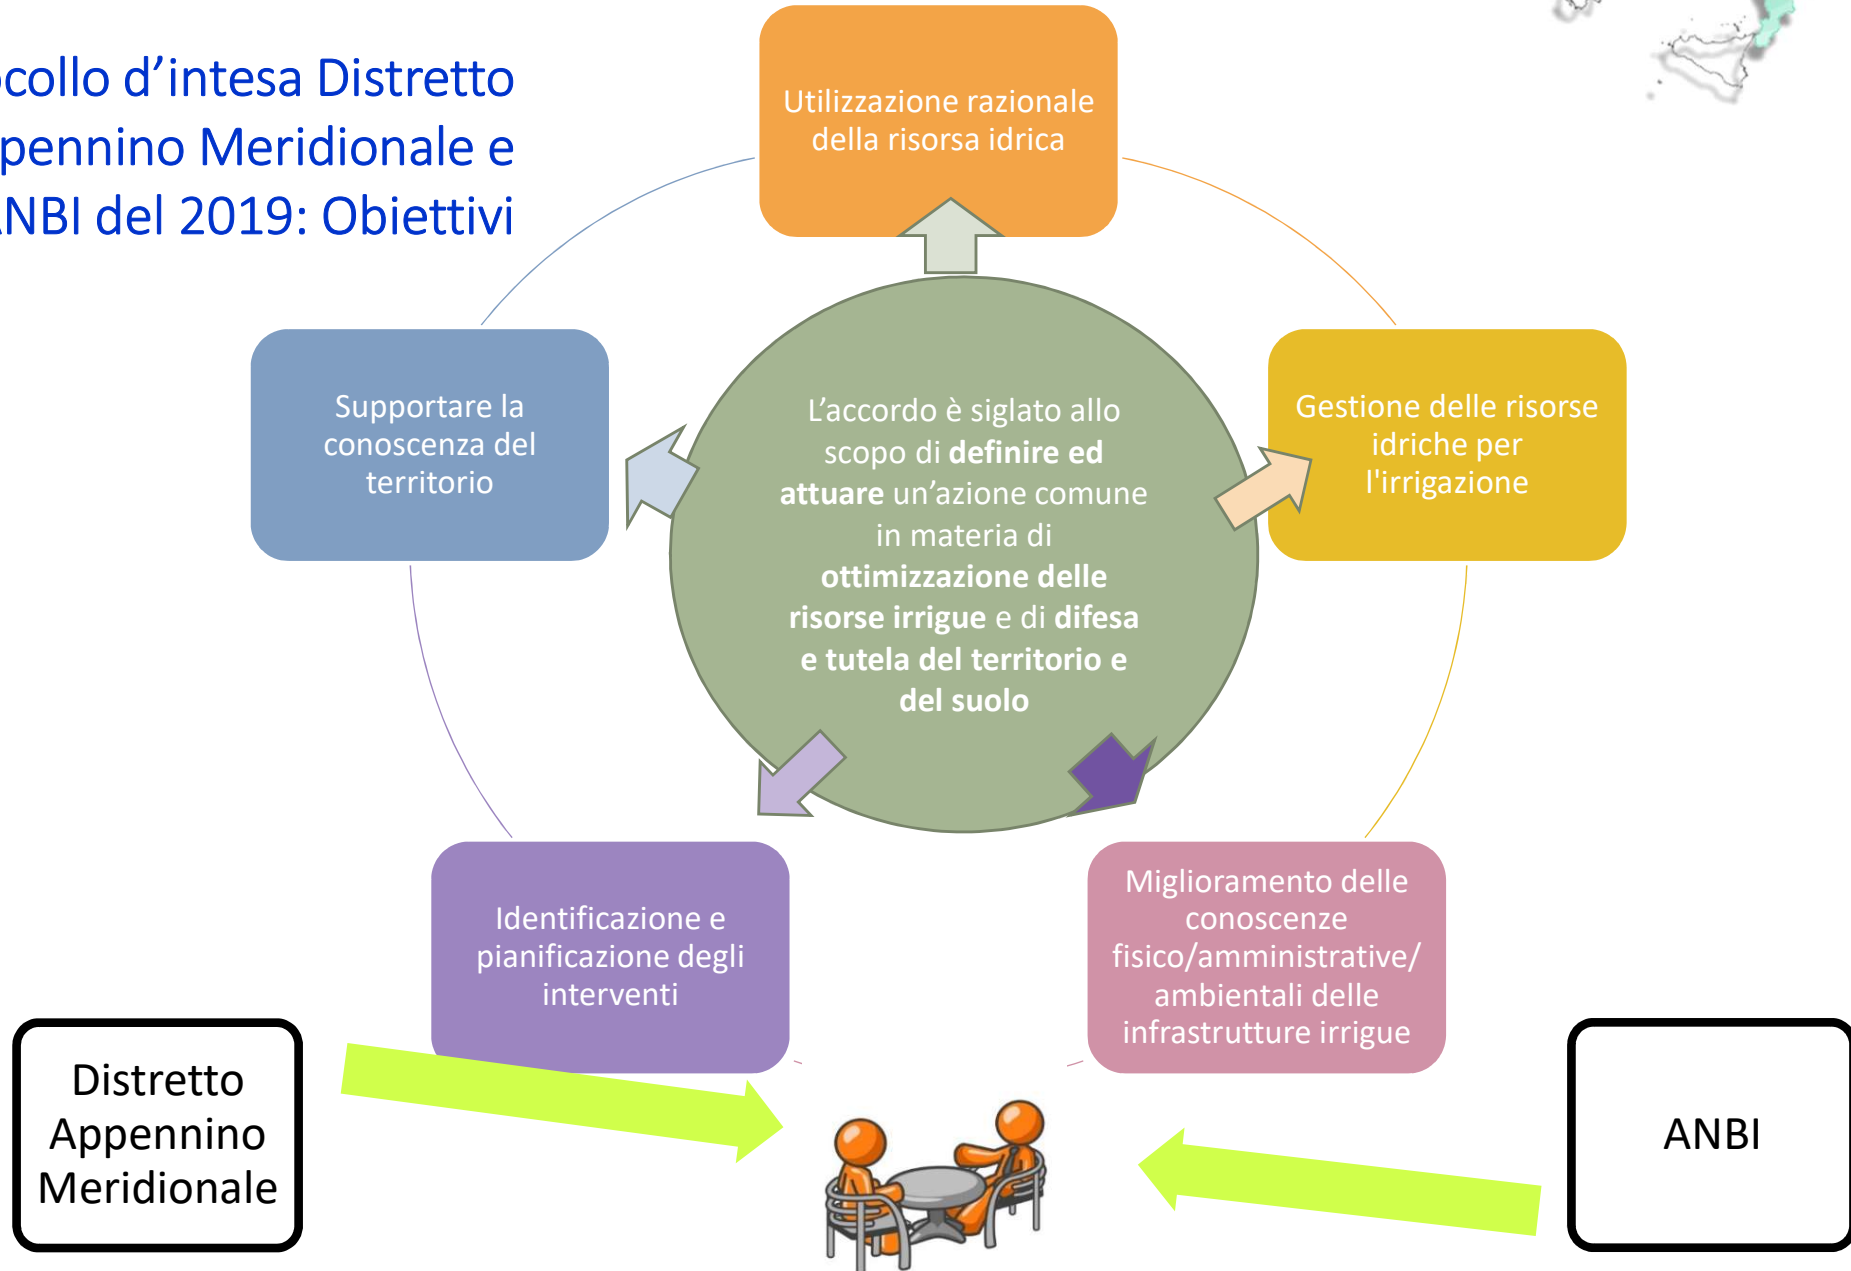 ocollo d’intesa Distretto
pennino Meridionale e
NBI del 2019: Obiettivi
Utilizzazione razionale
della risorsa idrica
Supportare la
conoscenza del
territorio
L’accordo è siglato allo
scopo di definire ed
attuare un’azione comune
in materia di
ottimizzazione delle
risorse irrigue e di difesa
e tutela del territorio e
del suolo
Gestione delle risorse
idriche per
l'irrigazione
Identificazione e
pianificazione degli
interventi
Miglioramento delle
conoscenze
fisico/amministrative/
ambientali delle
infrastrutture irrigue
Distretto
Appennino
Meridionale
ANBI